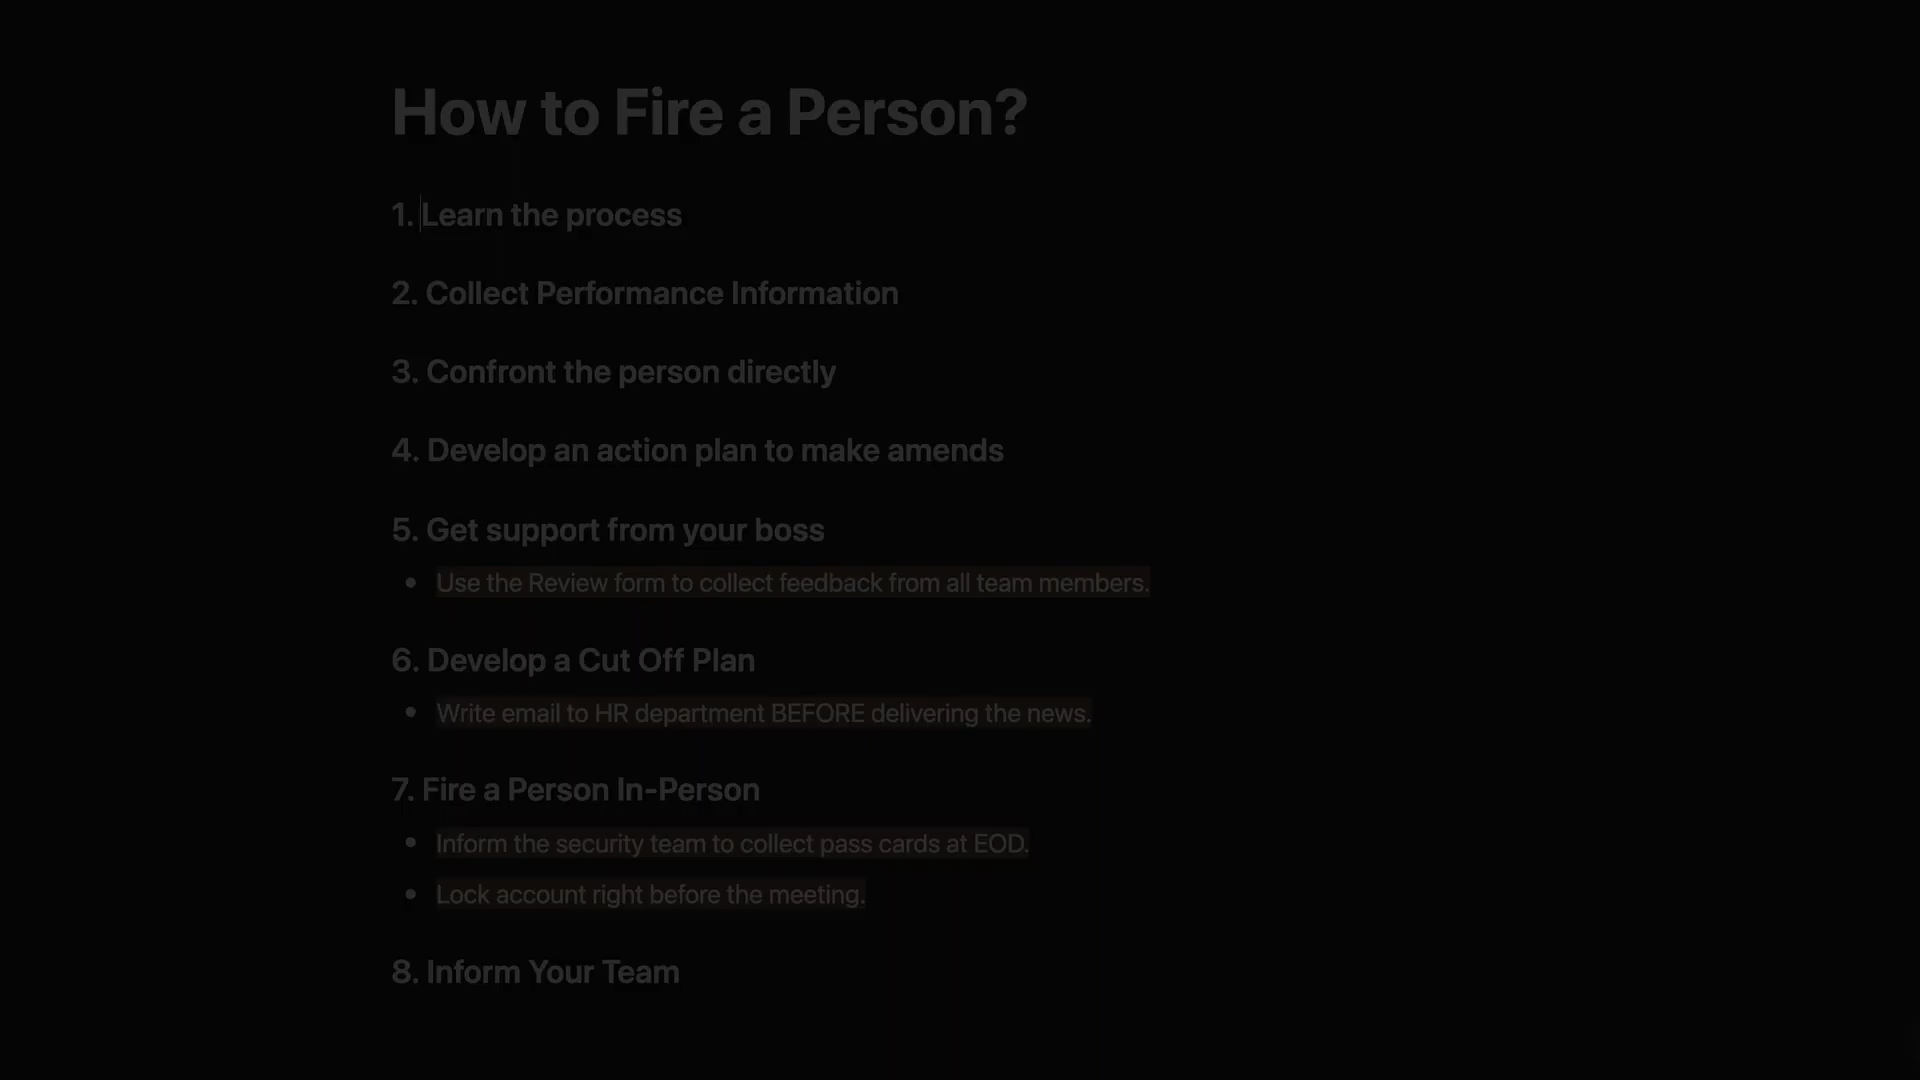 How to Fire a Person?
1. Learn the process
2. Collect Performance Information
3. Confront the person directly
4. Develop an action plan to make amends
5. Get support from your boss
• Use the Review form to collect feedback from all team members.
6. Develop a Cut Off Plan
• Write email to HR department BEFORE delivering the news.
7. Fire a Person In-Person
• Inform the security team to collect pass cards at EOD.
• Lock account right before the meeting.
8. Inform Your Team